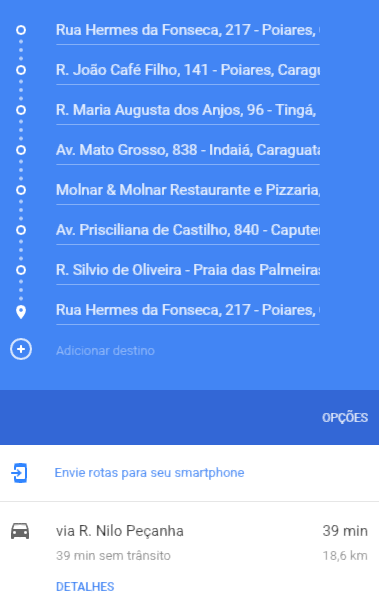 Rua Hermes da Fonseca, 217 - Poiares,
R. João Café Filho, 141 - Poiares, Caragu
R. Maria Augusta dos Anjos, 96 - Tingá,
Av. Mato Grosso, 838 - Indaiá, Caraguata
Molnar & Molnar Restaurante e Pizzaria,
Av. Prisciliana de Castilho, 840 - Caputer
R. Silvio de Oliveira - Praia das Palmeiras
Rua Hermes da Fonseca, 217 - Poiares,
Adicionar destino
OPÇÕES
Envie rotas para seu smartphone
via R. Nilo Peçanha 39 min
39 min sem trânsito 18,6 km
DETALHES